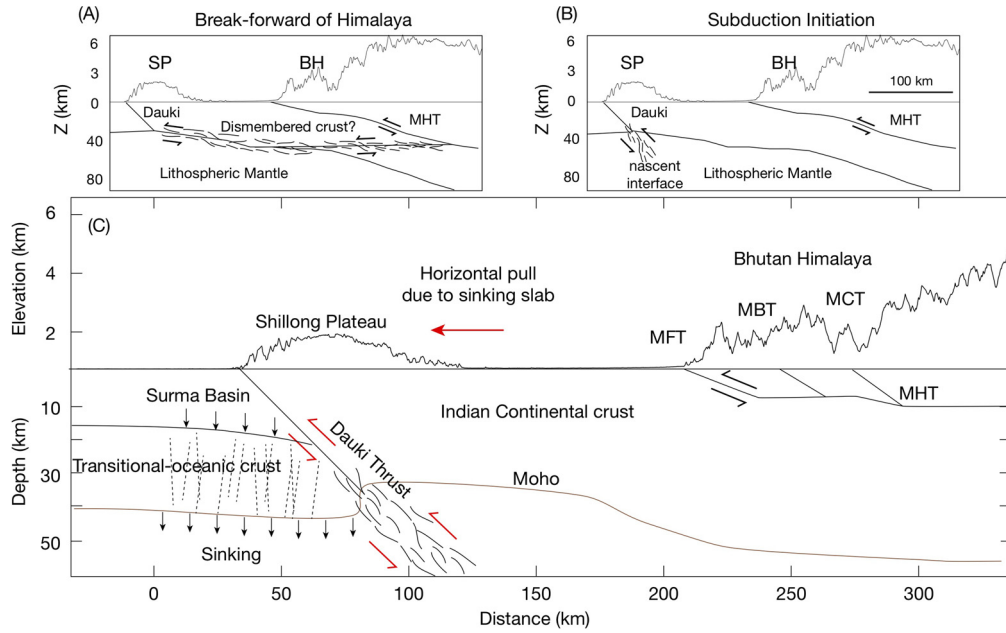 (A)
Break-forward of Himalaya
6
3
0
40
80
Z (km)
SP
BH
Dauki
MHT
Dismembered crust?
Lithospheric Mantle
(B)
Subduction Initiation
6
3
0
40
80
Z (km)
SP
BH
100 km
Dauki
MHT
nascent
interface
Lithospheric Mantle
(C)
6
4
2
Elevation (km)
10
30
50
Depth (km)
Horizontal pull
due to sinking slab
Bhutan Himalaya
Shillong Plateau
MFT
MBT
MCT
Surma Basin
MHT
Indian Continental crust
Dauki Thrust
Transitional-oceanic crust
Moho
Sinking
0
50
100
150
200
250
300
Distance (km)